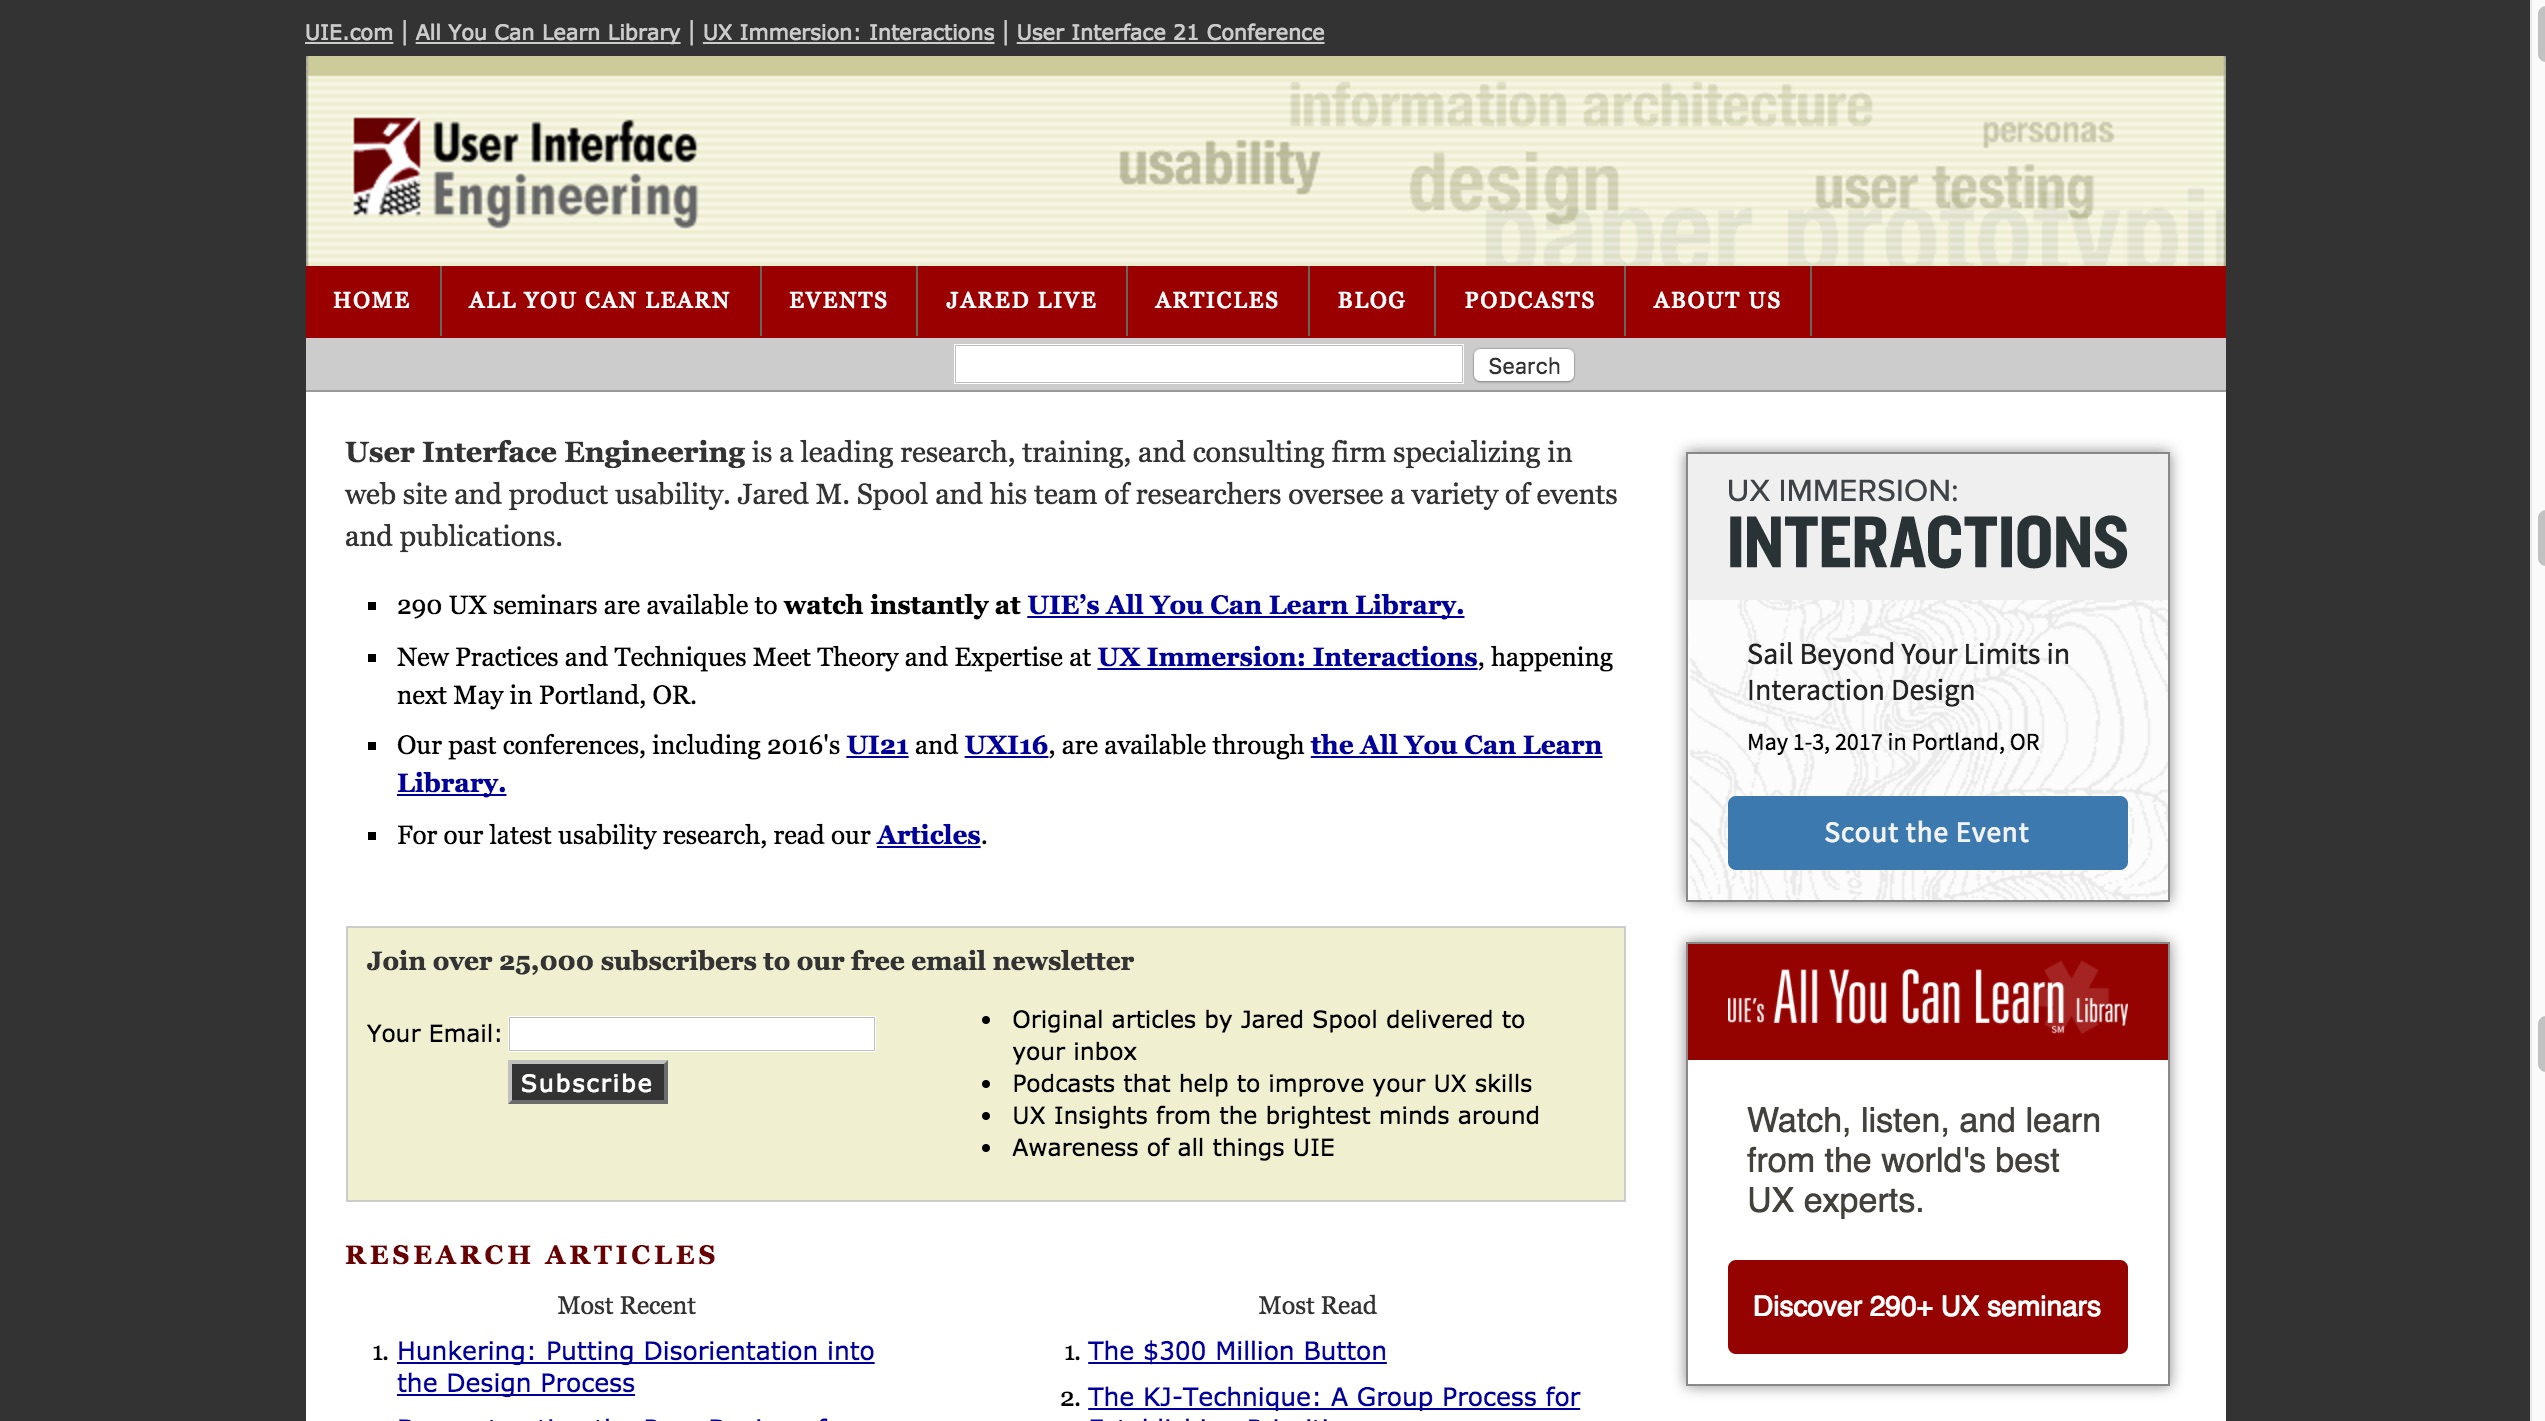 UIE.com | All You Can Learn Library | UX Immersion: Interactions | User Interface 21 Conference
User Interface
Engineering
information architecture
personas
usability
design
user testing
paper prototypin
HOME
ALL YOU CAN LEARN
EVENTS
JARED LIVE
ARTICLES
BLOG
PODCASTS
ABOUT US
Search
User Interface Engineering is a leading research, training, and consulting firm specializing in
web site and product usability. Jared M. Spool and his team of researchers oversee a variety of events
and publications.
290 UX seminars are available to watch instantly at UIE’s All You Can Learn Library.
New Practices and Techniques Meet Theory and Expertise at UX Immersion: Interactions, happening
next May in Portland, OR.
Our past conferences, including 2016's UI21 and UXI16, are available through the All You Can Learn
Library.
For our latest usability research, read our Articles.
Join over 25,000 subscribers to our free email newsletter
Your Email:
Subscribe
Original articles by Jared Spool delivered to
your inbox
Podcasts that help to improve your UX skills
UX Insights from the brightest minds around
Awareness of all things UIE
RESEARCH ARTICLES
Most Recent
1. Hunkering: Putting Disorientation into
the Design Process
Most Read
1. The $300 Million Button
2. The KJ-Technique: A Group Process for
UX IMMERSION:
INTERACTIONS
Sail Beyond Your Limits in
Interaction Design
May 1-3, 2017 in Portland, OR
Scout the Event
UIE's All You Can Learn Library
SM
Watch, listen, and learn
from the world's best
UX experts.
Discover 290+ UX seminars